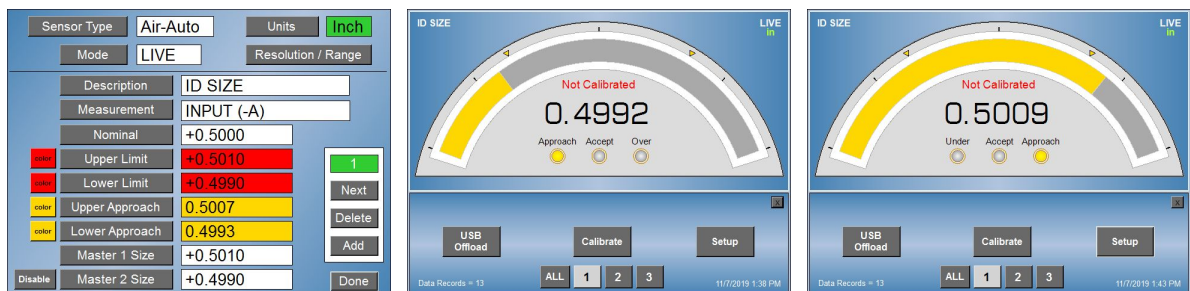 Sensor Type Air-Auto Units Inch
Mode LIVE Resolution / Range
Description ID SIZE
Measurement INPUT (-A)
Nominal +0.5000
color Upper Limit +0.5010 1
color Lower Limit +0.4990 Next
color Upper Approach 0.5007 Delete
color Lower Approach 0.4993 Add
Master 1 Size +0.5010
Disable Master 2 Size +0.4990 Done
ID SIZE LIVE
in
Not Calibrated
0.4992
Approach Accept Over
X
USB
Offload Calibrate Setup
ALL 1 2 3
Data Records = 13 11/7/2019 1:38 PM
ID SIZE LIVE
in
Not Calibrated
0.5009
Under Accept Approach
X
USB
Offload Calibrate Setup
ALL 1 2 3
Data Records = 13 11/7/2019 1:43 PM